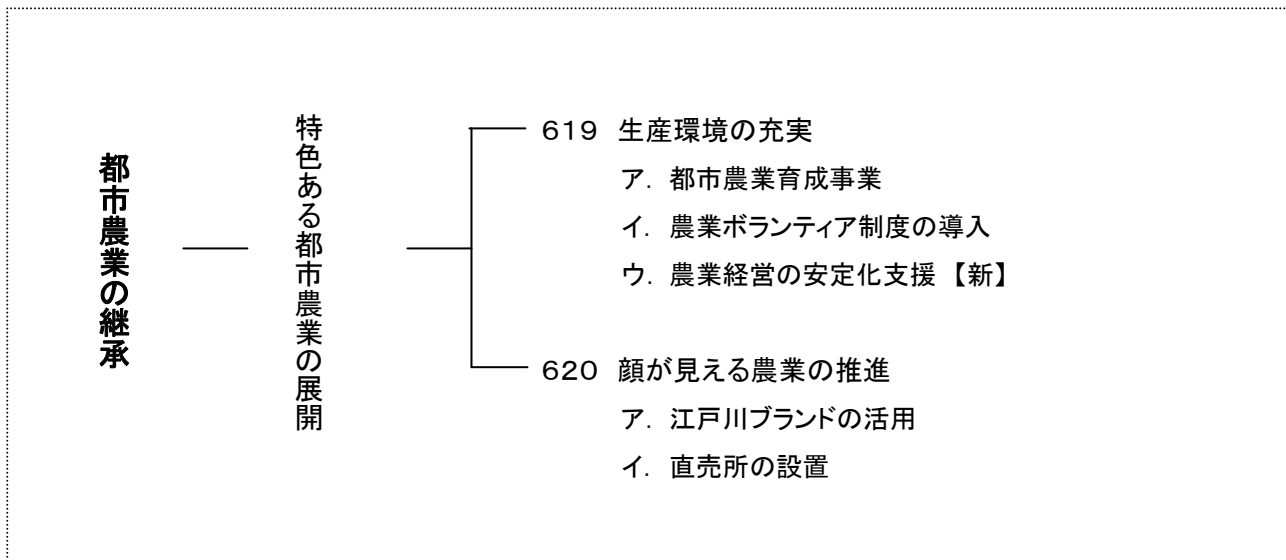 都市農業の継承
特色ある都市農業の展開
619 生産環境の充実
ア. 都市農業育成事業
イ. 農業ボランティア制度の導入
ウ. 農業経営の安定化支援【新】
620 顔が見える農業の推進
ア. 江戸川ブランドの活用
イ. 直売所の設置